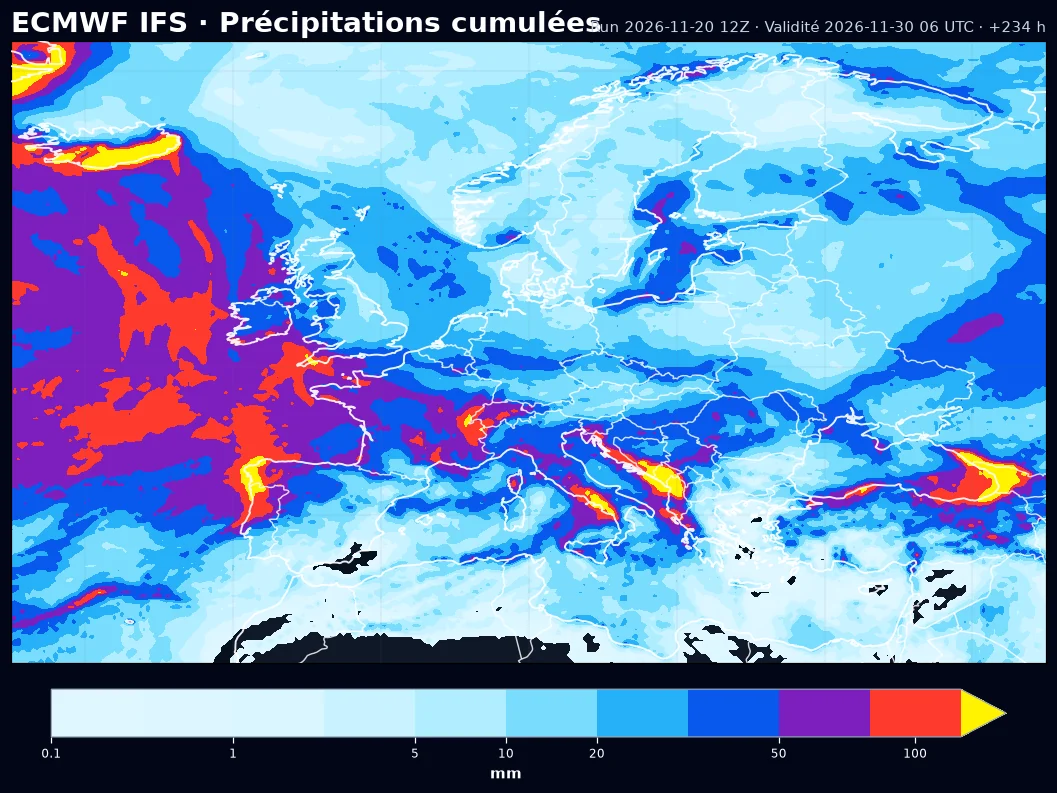 ECMWF IFS · Précipitations cumulées
Run 2026-11-20 12Z · Validité 2026-11-30 06 UTC · +234 h
0.1 1 5 10 20 50 100
mm